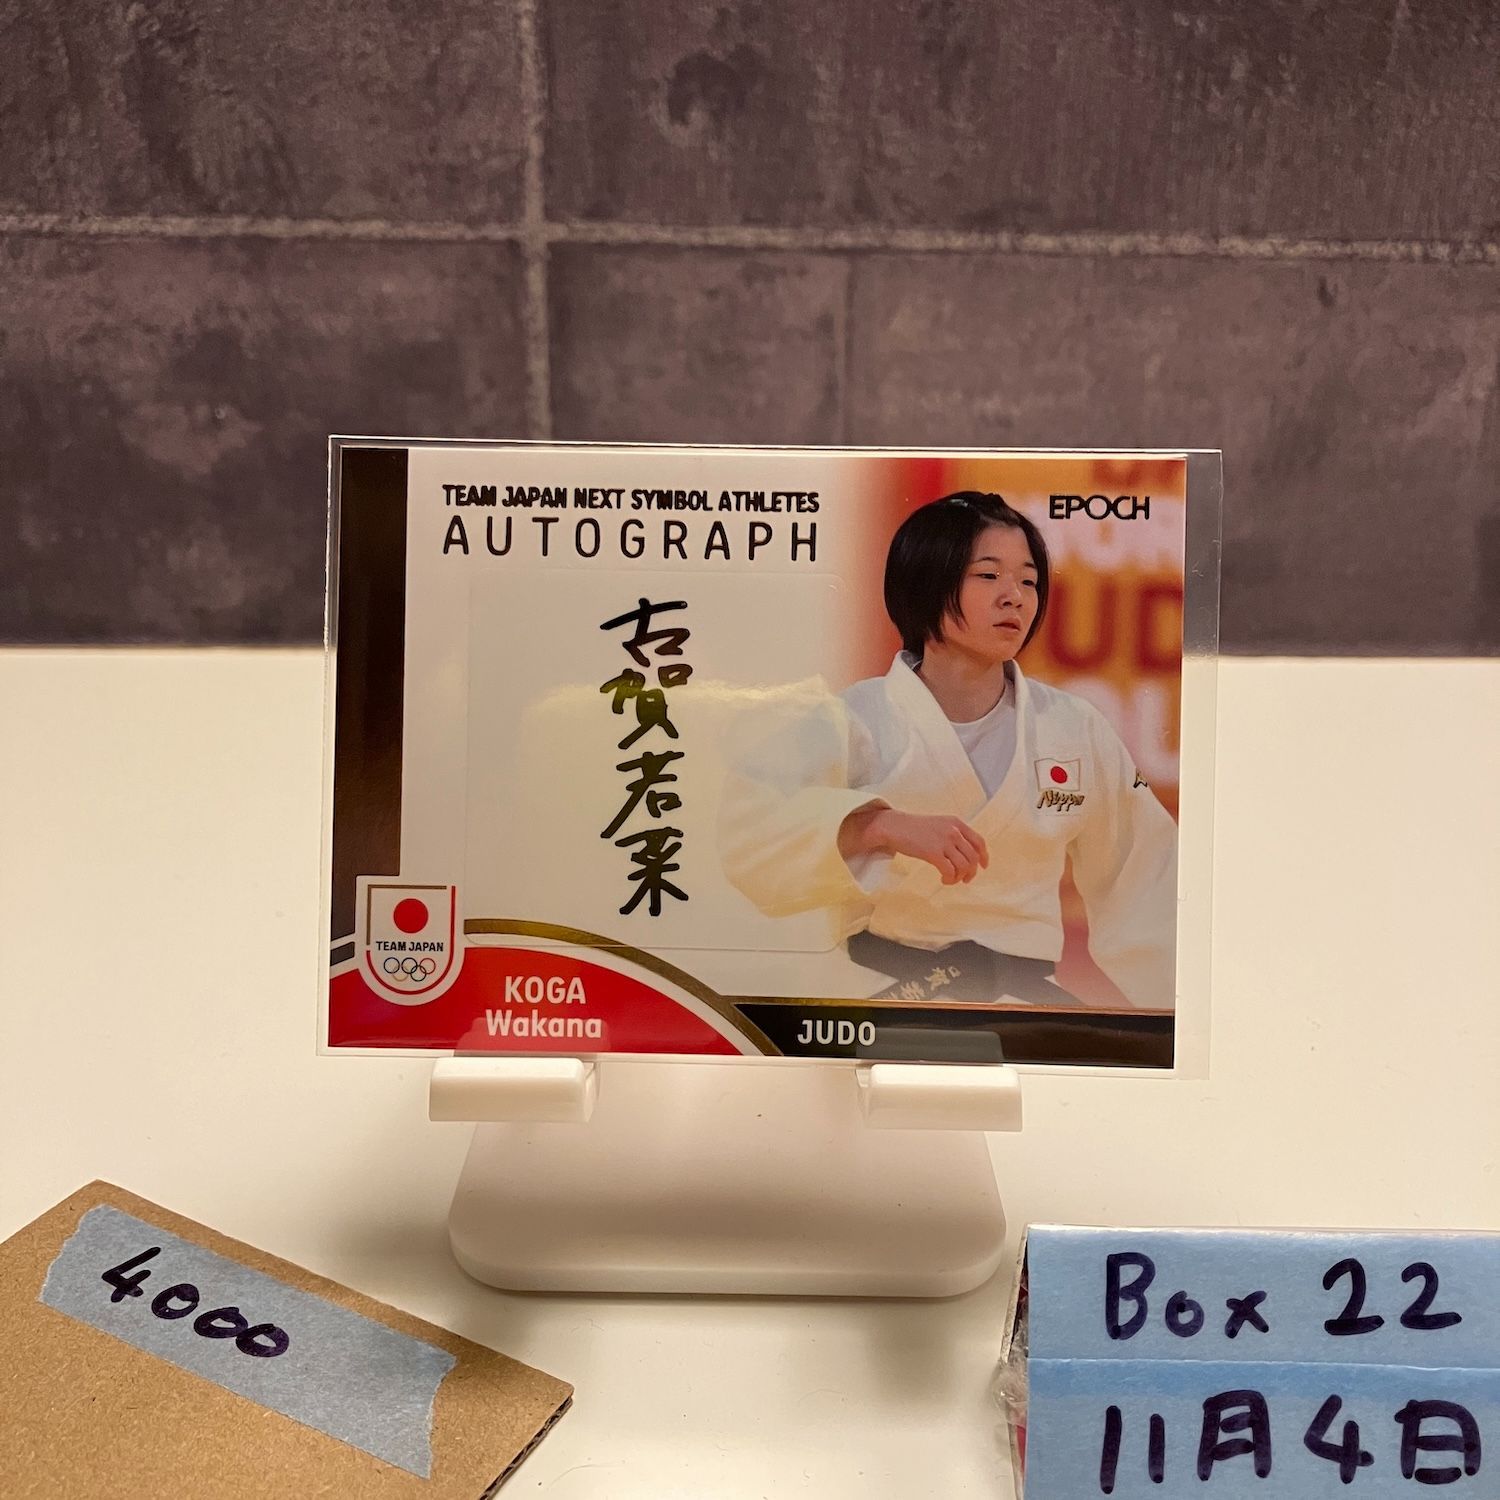 TEAM JAPAN NEXT SYMBOL ATHLETES
AUTOGRAPH
EPOCH
古賀若菜
Nippon
TEAM JAPAN
KOGA
Wakana
JUDO
4000
Box 22
11月4日